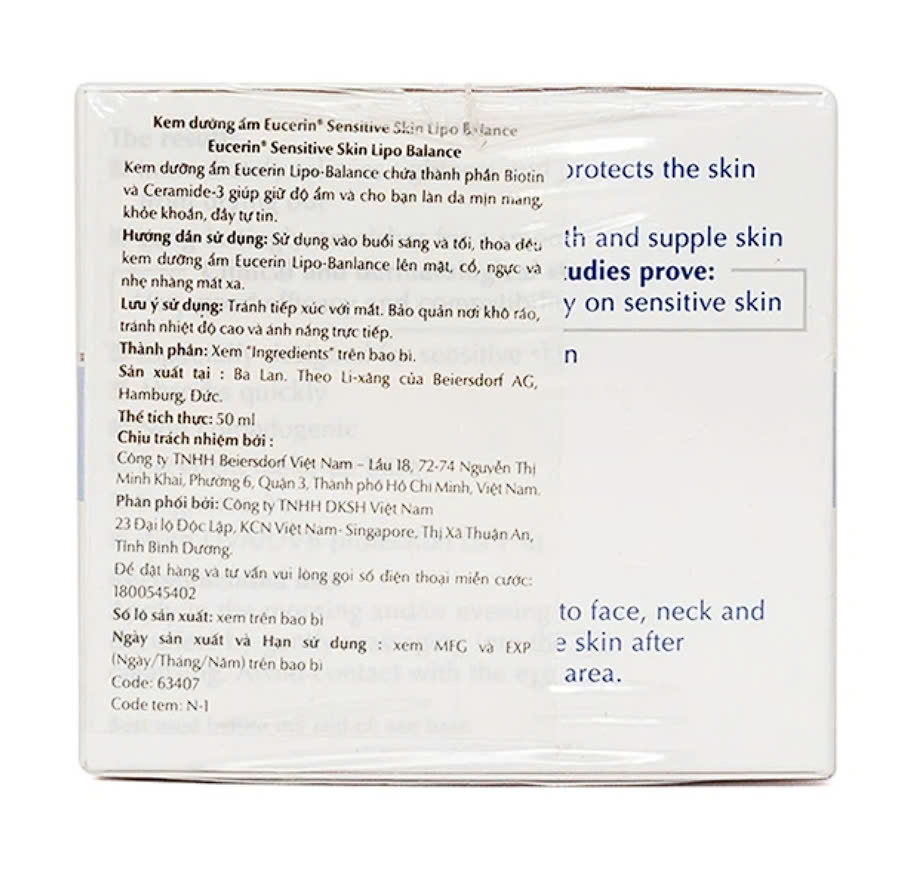 Kem dưỡng ẩm Eucerin® Sensitive Skin Lipo Balance
Eucerin® Sensitive Skin Lipo Balance
Kem dưỡng ẩm Eucerin Lipo-Balance chứa thành phần Biotin
và Ceramide-3 giúp giữ độ ẩm và cho bạn làn da mịn màng,
khỏe khoắn, đầy tự tin.
Hướng dẫn sử dụng: Sử dụng vào buổi sáng và tối, thoa đều
kem dưỡng ẩm Eucerin Lipo-Banlance lên mặt, cổ, ngực và
nhẹ nhàng mát xa.
Lưu ý sử dụng: Tránh tiếp xúc với mắt. Bảo quản nơi khô ráo,
tránh nhiệt độ cao và ánh nắng trực tiếp.
Thành phần: Xem "Ingredients" trên bao bì.
Sản xuất tại : Ba Lan. Theo Li-xăng của Beiersdorf AG,
Hamburg, Đức.
Thể tích thực: 50 ml
Chịu trách nhiệm bởi :
Công ty TNHH Beiersdorf Việt Nam – Lầu 18, 72-74 Nguyễn Thị
Minh Khai, Phường 6, Quận 3, Thành phố Hồ Chí Minh, Việt Nam.
Phân phối bởi: Công ty TNHH DKSH Việt Nam
23 Đại lộ Độc Lập, KCN Việt Nam- Singapore, Thị Xã Thuận An,
Tỉnh Bình Dương.
Để đặt hàng và tư vấn vui lòng gọi số điện thoại miễn cước:
1800545402
Số lô sản xuất: xem trên bao bì
Ngày sản xuất và Hạn sử dụng : xem MFG và EXP
(Ngày/Tháng/Năm) trên bao bì
Code: 63407
Code tem: N-1
protects the skin
th and supple skin
tudies prove:
y on sensitive skin
n
to face, neck and
e skin after
area.